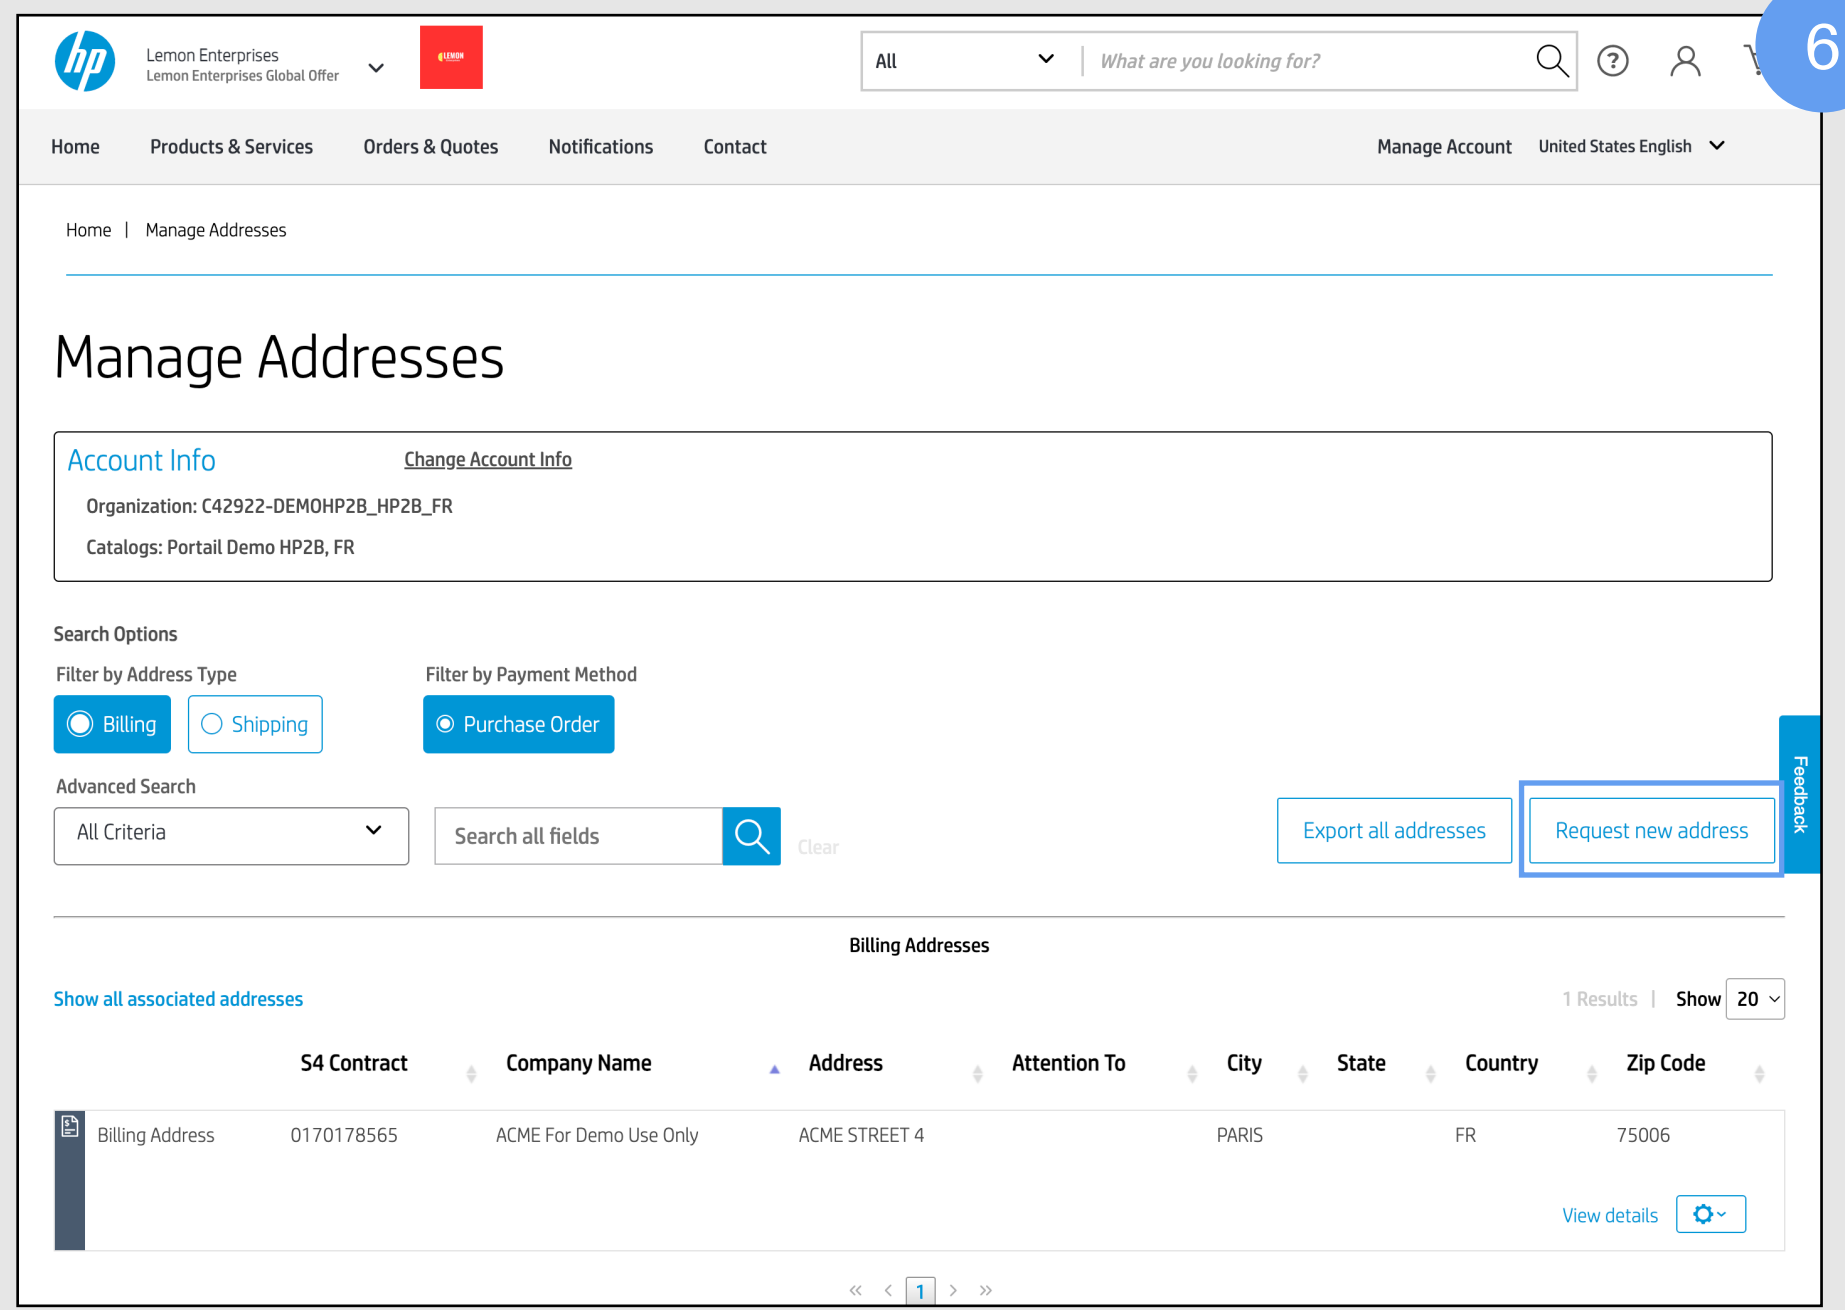 hp
Lemon Enterprises
Lemon Enterprises Global Offer
LEMON
All
What are you looking for?
?
6
Home
Products & Services
Orders & Quotes
Notifications
Contact
Manage Account
United States English
Home | Manage Addresses
Manage Addresses
Account Info
Change Account Info
Organization: C42922-DEMOHP2B_HP2B_FR
Catalogs: Portail Demo HP2B, FR
Search Options
Filter by Address Type
Filter by Payment Method
Billing
Shipping
Purchase Order
Feedback
Advanced Search
All Criteria
Search all fields
Clear
Export all addresses
Request new address
Billing Addresses
Show all associated addresses
1 Results | Show 20
S4 Contract
Company Name
Address
Attention To
City
State
Country
Zip Code
Billing Address
0170178565
ACME For Demo Use Only
ACME STREET 4
PARIS
FR
75006
View details
« < 1 > »